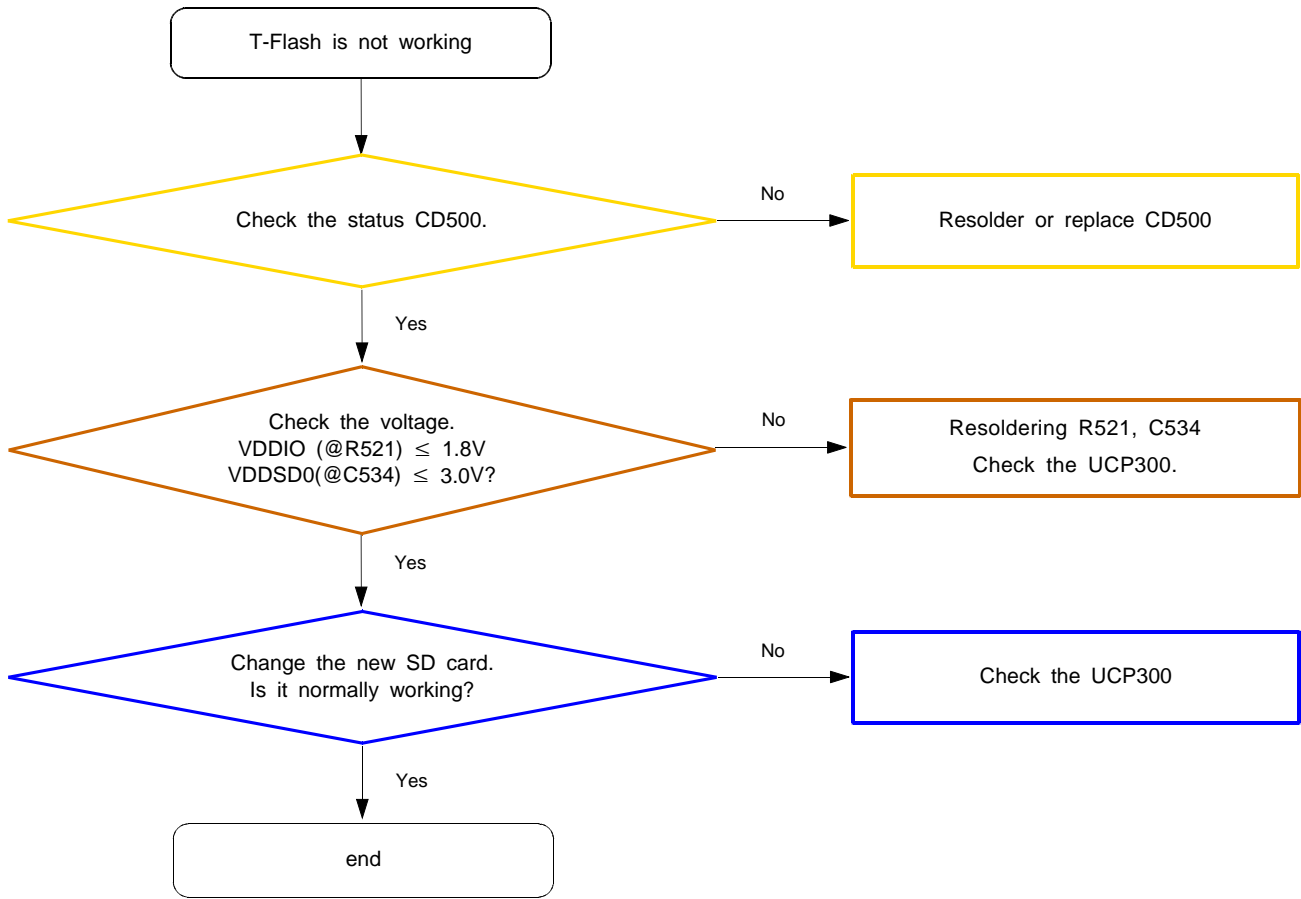 T-Flash is not working
Check the status CD500.
No
Resolder or replace CD500
Yes
Check the voltage.
VDDIO (@R521) ≤ 1.8V
VDDSD0(@C534) ≤ 3.0V?
No
Resoldering R521, C534
Check the UCP300.
Yes
Change the new SD card.
Is it normally working?
No
Check the UCP300
Yes
end